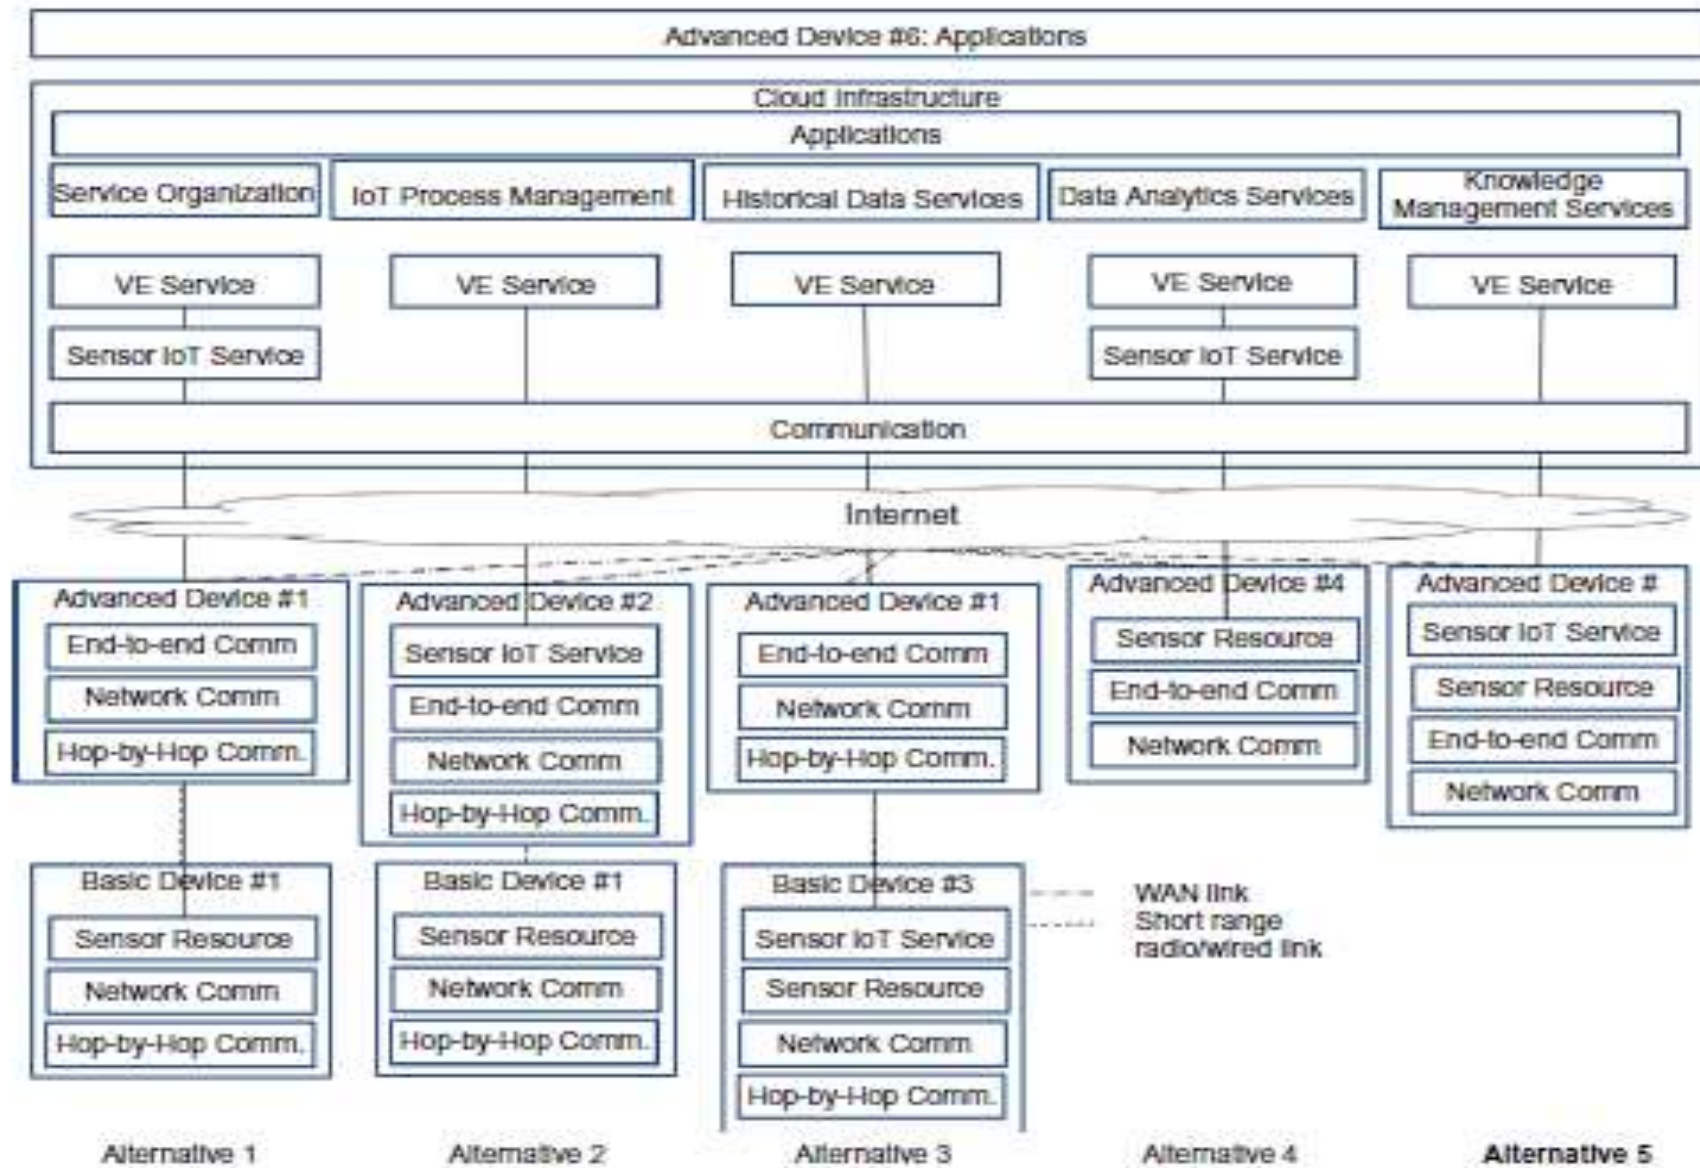 Advanced Device #6: Applications
Cloud Infrastructure
Applications
Service Organization
IoT Process Management
Historical Data Services
Data Analytics Services
Knowledge
Management Services
VE Service
VE Service
VE Service
VE Service
VE Service
Sensor IoT Service
Sensor IoT Service
Communication
Internet
Advanced Device #1
End-to-end Comm
Network Comm
Hop-by-Hop Comm.
Advanced Device #2
Sensor IoT Service
End-to-end Comm
Network Comm
Hop-by-Hop Comm.
Advanced Device #1
End-to-end Comm
Network Comm
Hop-by-Hop Comm.
Advanced Device #4
Sensor Resource
End-to-end Comm
Network Comm
Advanced Device #
Sensor IoT Service
Sensor Resource
End-to-end Comm
Network Comm
Basic Device #1
Sensor Resource
Network Comm
Hop-by-Hop Comm.
Basic Device #1
Sensor Resource
Network Comm
Hop-by-Hop Comm.
Basic Device #3
Sensor IoT Service
Sensor Resource
Network Comm
Hop-by-Hop Comm.
WAN link
Short range
radio/wired link
Alternative 1
Alternative 2
Alternative 3
Alternative 4
Alternative 5